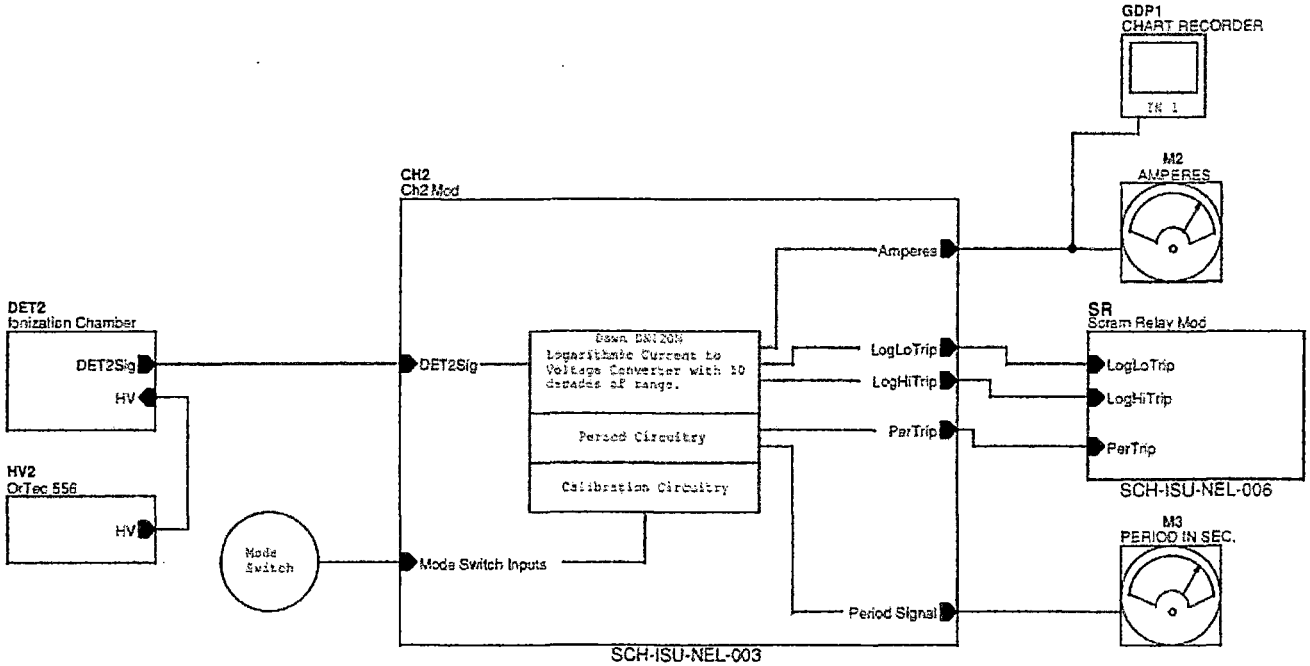 GDP1
CHART RECORDER
IN 1
M2
AMPERES
CH2
Ch2 Mod
Amperes
DET2
Ionization Chamber
DET2Sig
HV
DET2Sig
Logarithmic Current to
Voltage Converter with 10
decades of range.
Period Circuitry
Calibration Circuitry
LogLoTrip
LogHiTrip
PerTrip
SR
Scram Relay Mod
LogLoTrip
LogHiTrip
PerTrip
SCH-ISU-NEL-006
HV2
OrTec 556
HV
Mode
Switch
Mode Switch Inputs
Period Signal
M3
PERIOD IN SEC.
SCH-ISU-NEL-003